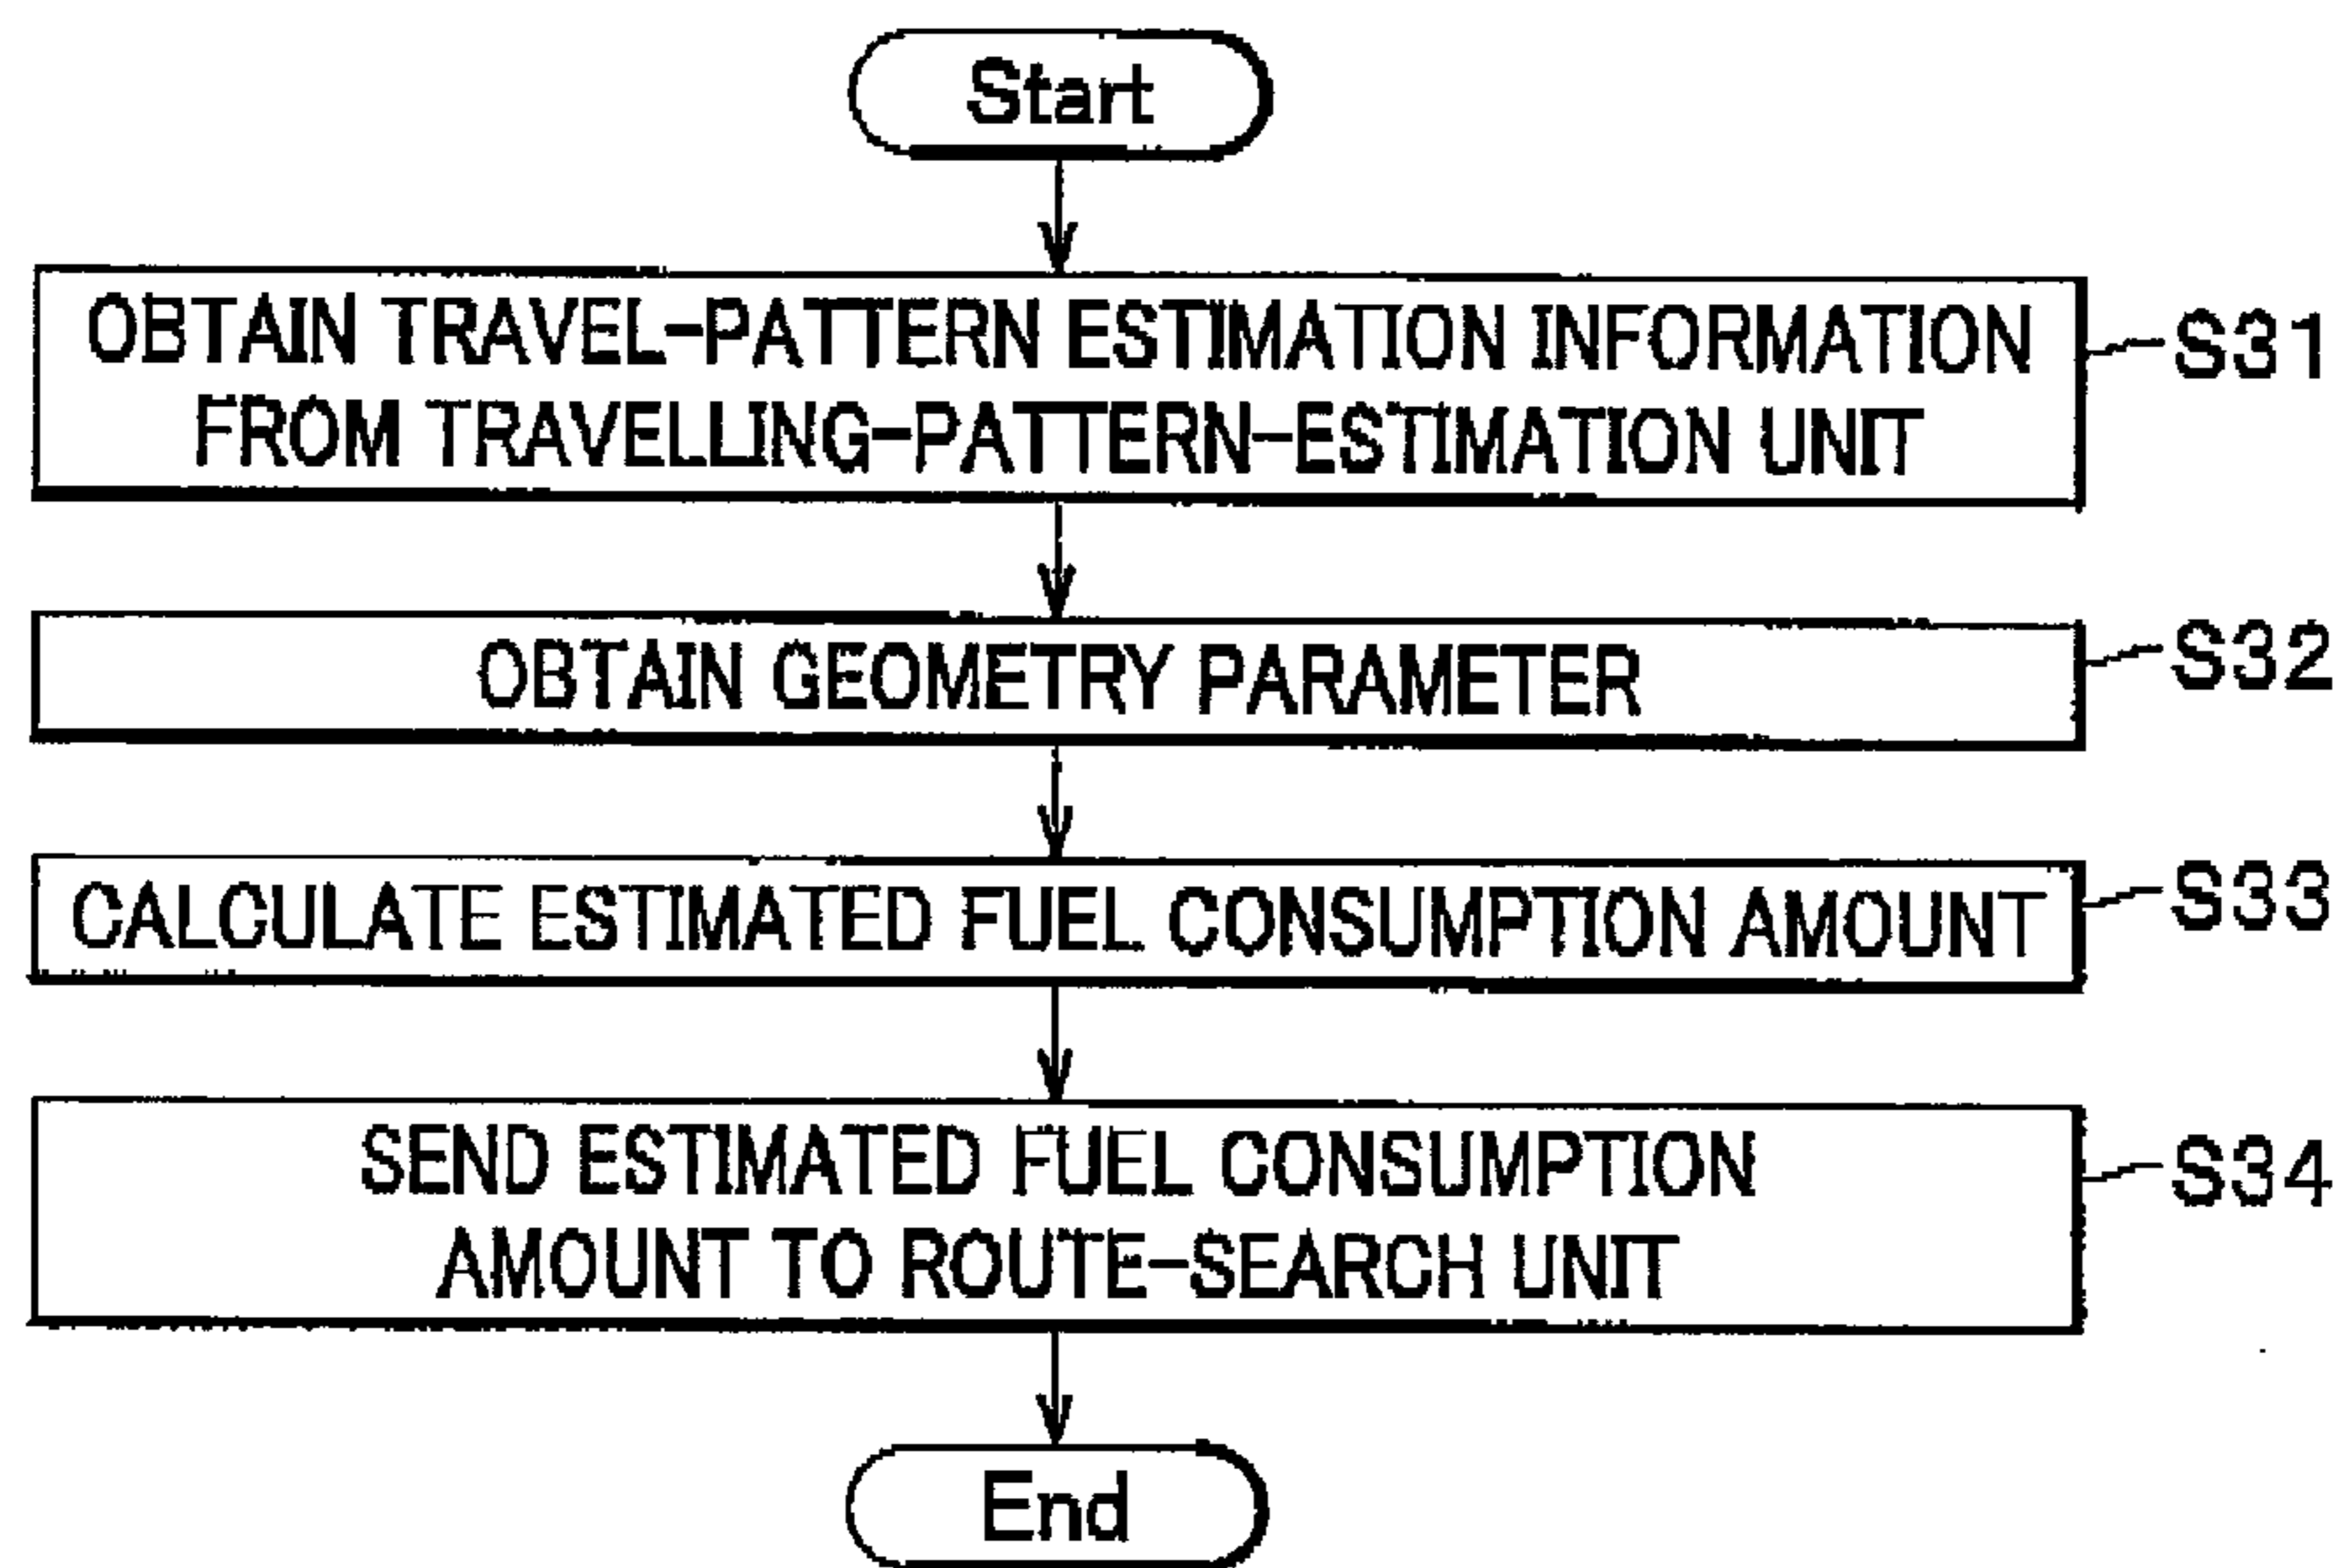 Start
OBTAIN TRAVEL-PATTERN ESTIMATION INFORMATION
FROM TRAVELLING-PATTERN-ESTIMATION UNIT
S31
OBTAIN GEOMETRY PARAMETER
S32
CALCULATE ESTIMATED FUEL CONSUMPTION AMOUNT
S33
SEND ESTIMATED FUEL CONSUMPTION
AMOUNT TO ROUTE-SEARCH UNIT
S34
End